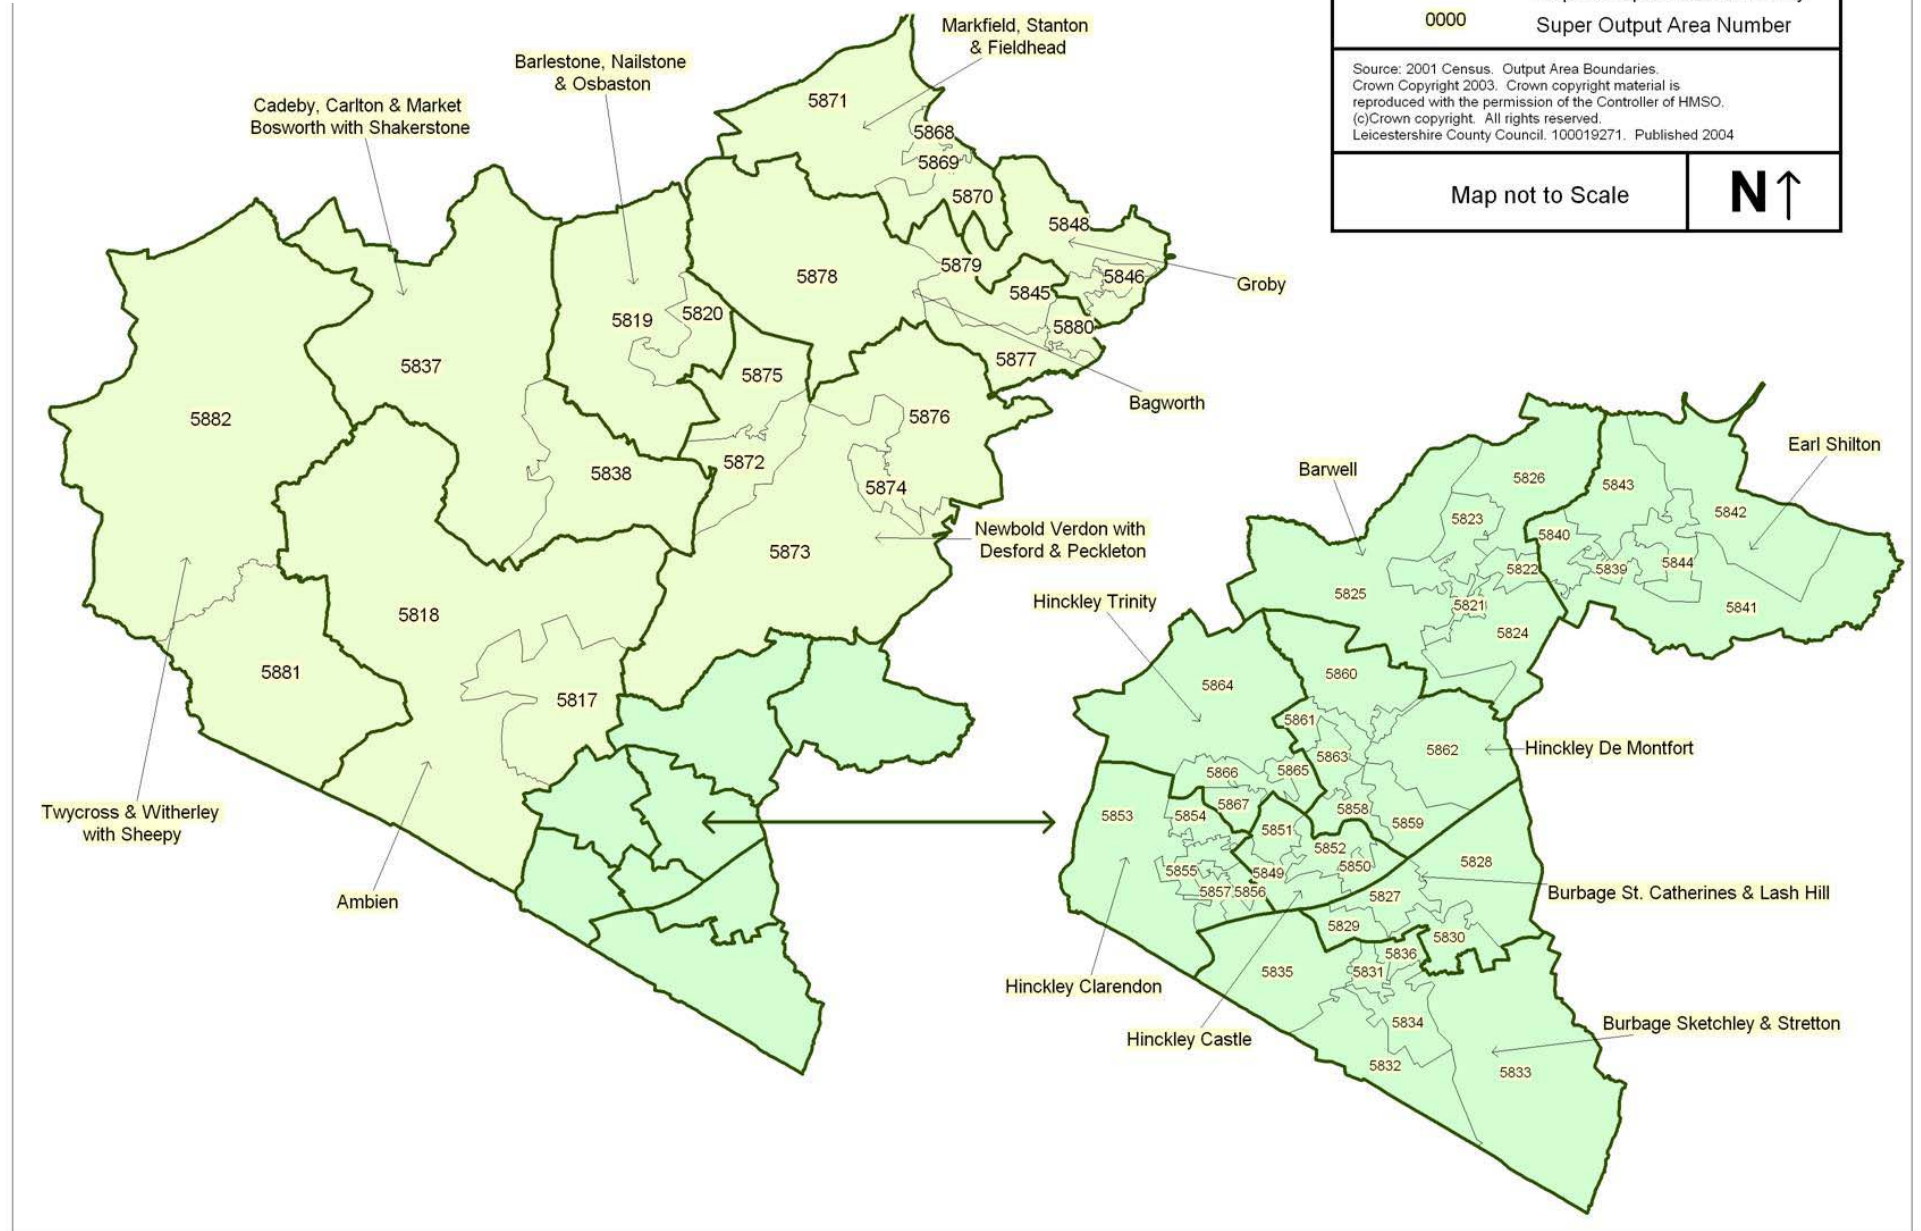 Markfield, Stanton
& Fieldhead
Barlestone, Nailstone
& Osbaston
Cadeby, Carlton & Market
Bosworth with Shakerstone
0000 Super Output Area Number
Source: 2001 Census. Output Area Boundaries.
Crown Copyright 2003. Crown copyright material is
reproduced with the permission of the Controller of HMSO.
(c)Crown copyright. All rights reserved.
Leicestershire County Council. 100019271. Published 2004
Map not to Scale
N
5871
5868
5869
5870
5848
5846
5879
5845
5878
5880
5877
Groby
Bagworth
5819
5820
5837
5875
5882
5876
5872
5838
5874
5873
Newbold Verdon with
Desford & Peckleton
5818
5881
5817
Twycross & Witherley
with Sheepy
Ambien
Earl Shilton
Barwell
5826
5843
5842
5823
5840
5822
5839
5844
5825
5821
5841
5824
Hinckley Trinity
5864
5860
5861
5862
Hinckley De Montfort
5863
5866
5865
5867
5858
5853
5854
5851
5859
5852
5850
5828
5855
5849
5857
5856
5827
Burbage St. Catherines & Lash Hill
5829
5830
5836
5835
5831
Hinckley Clarendon
5834
Hinckley Castle
Burbage Sketchley & Stretton
5832
5833